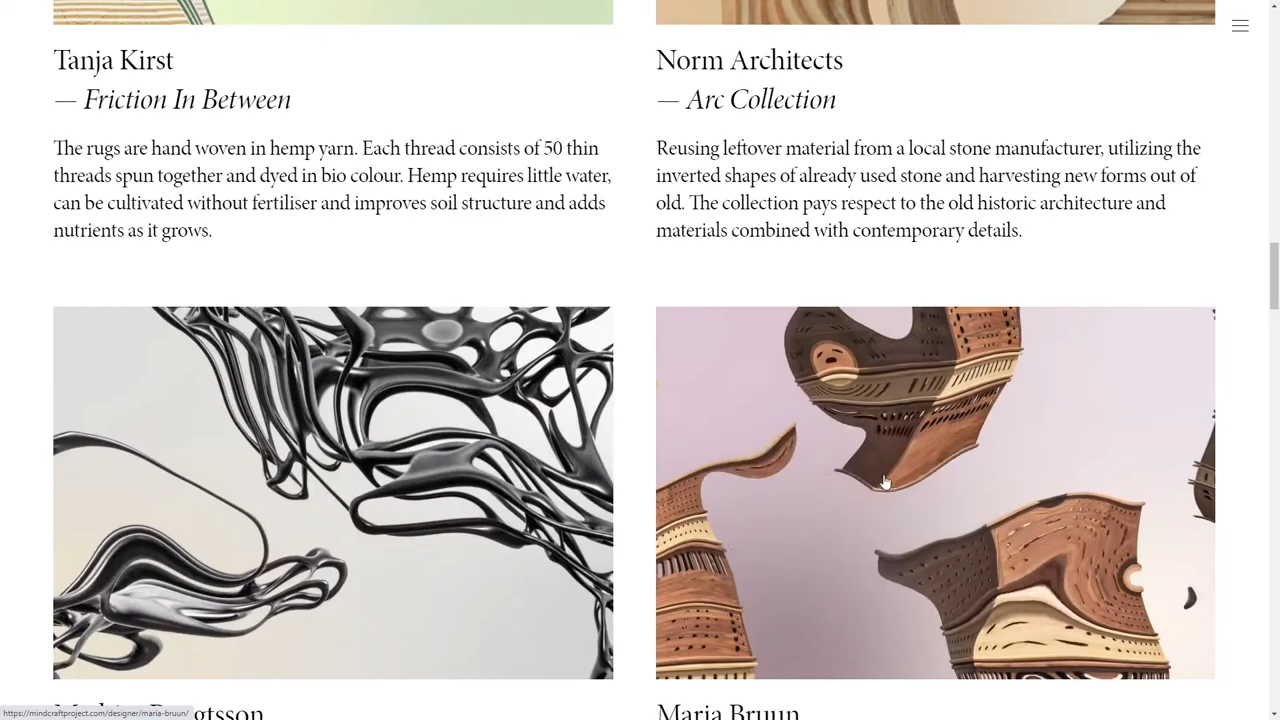 Tanja Kirst
— Friction In Between
The rugs are hand woven in hemp yarn. Each thread consists of 50 thin
threads spun together and dyed in bio colour. Hemp requires little water,
can be cultivated without fertiliser and improves soil structure and adds
nutrients as it grows.
Norm Architects
— Arc Collection
Reusing leftover material from a local stone manufacturer, utilizing the
inverted shapes of already used stone and harvesting new forms out of
old. The collection pays respect to the old historic architecture and
materials combined with contemporary details.
Maria Bruun
https://mindcraftproject.com/designer/maria-bruun/